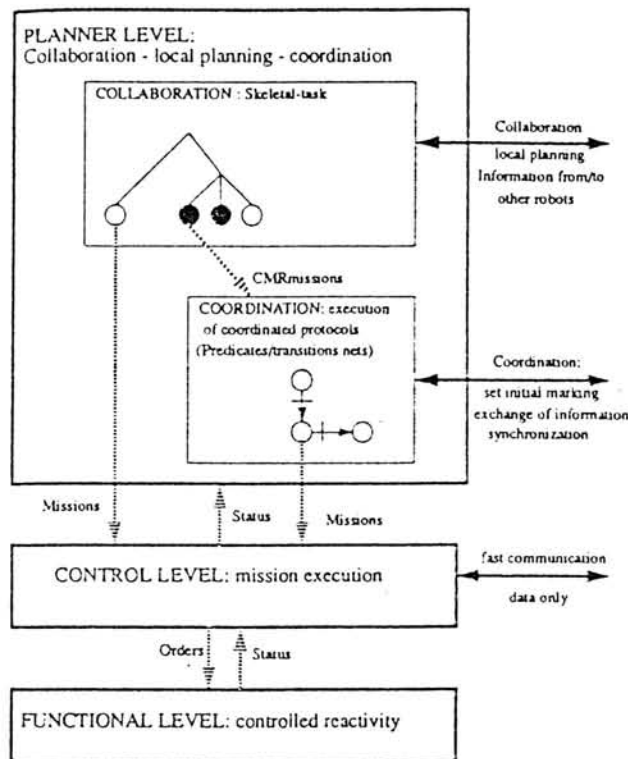 PLANNER LEVEL:
Collaboration - local planning - coordination
COLLABORATION : Skeletal-task
Collaboration
local planning
Information from/to
other robots
CMRmissions
COORDINATION: execution
of coordinated protocols
(Predicates/transitions nets)
Coordination:
set initial marking
exchange of information
synchronization
Missions
Status
Missions
CONTROL LEVEL: mission execution
fast communication
data only
Orders
Status
FUNCTIONAL LEVEL: controlled reactivity